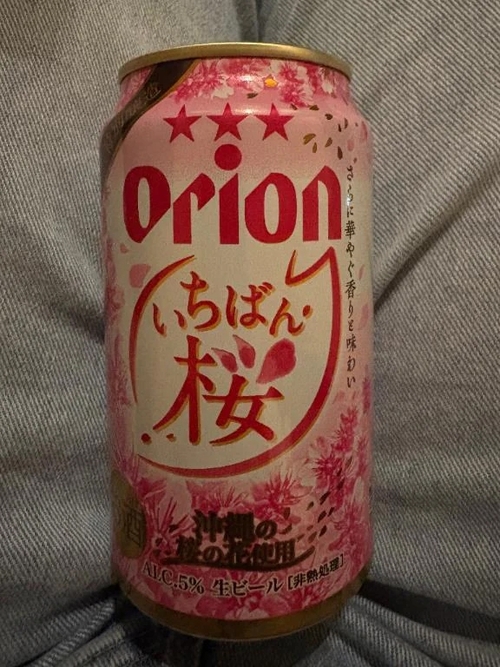 orion
いちばん
桜
さらに華やぐ香りと味わい
酒
沖縄の
桜の花使用
ALC.5% 生ビール [非熱処理]